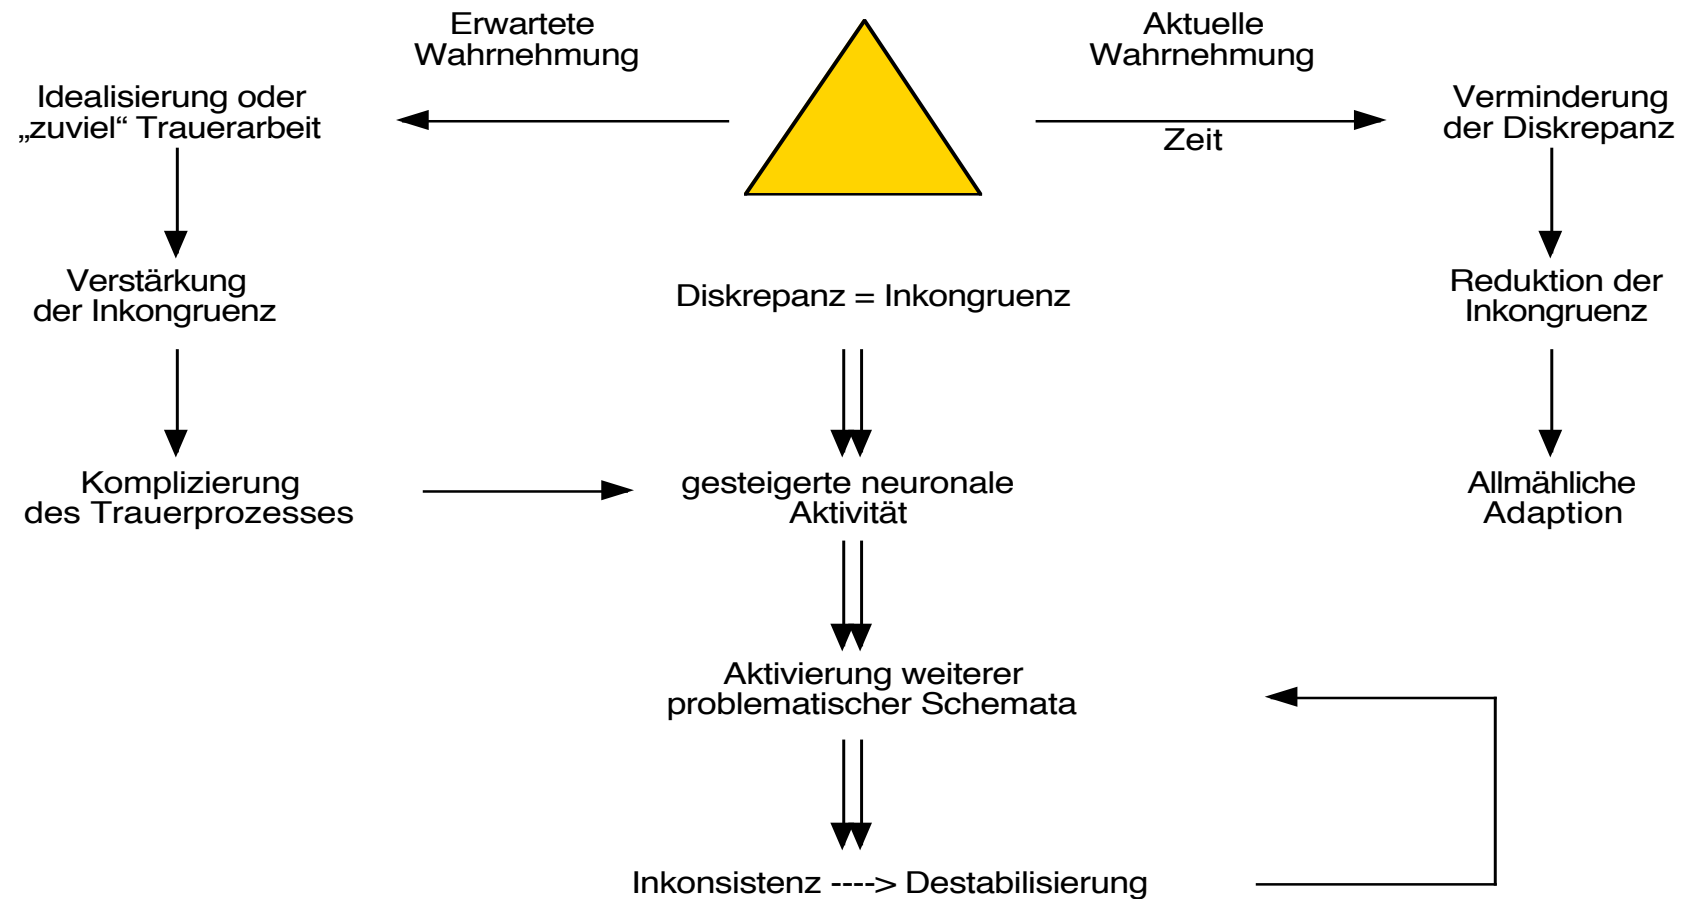 Erwartete
Wahrnehmung
Aktuelle
Wahrnehmung
Idealisierung oder
„zuviel“ Trauerarbeit
Zeit
Verminderung
der Diskrepanz
Verstärkung
der Inkongruenz
Diskrepanz = Inkongruenz
Reduktion der
Inkongruenz
Komplizierung
des Trauerprozesses
gesteigerte neuronale
Aktivität
Allmähliche
Adaption
Aktivierung weiterer
problematischer Schemata
Inkonsistenz ----> Destabilisierung